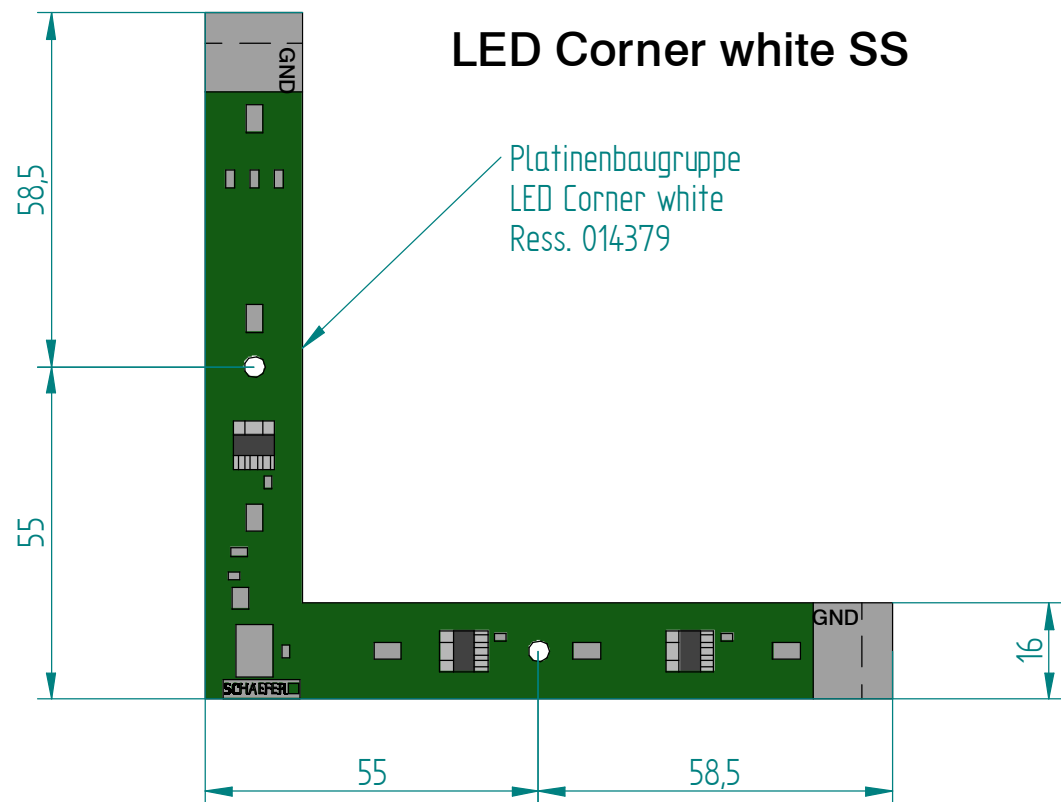 LED Corner white SS
GND
Platinenbaugruppe
LED Corner white
Ress. 014379
58,5
55
GND
16
55
58,5